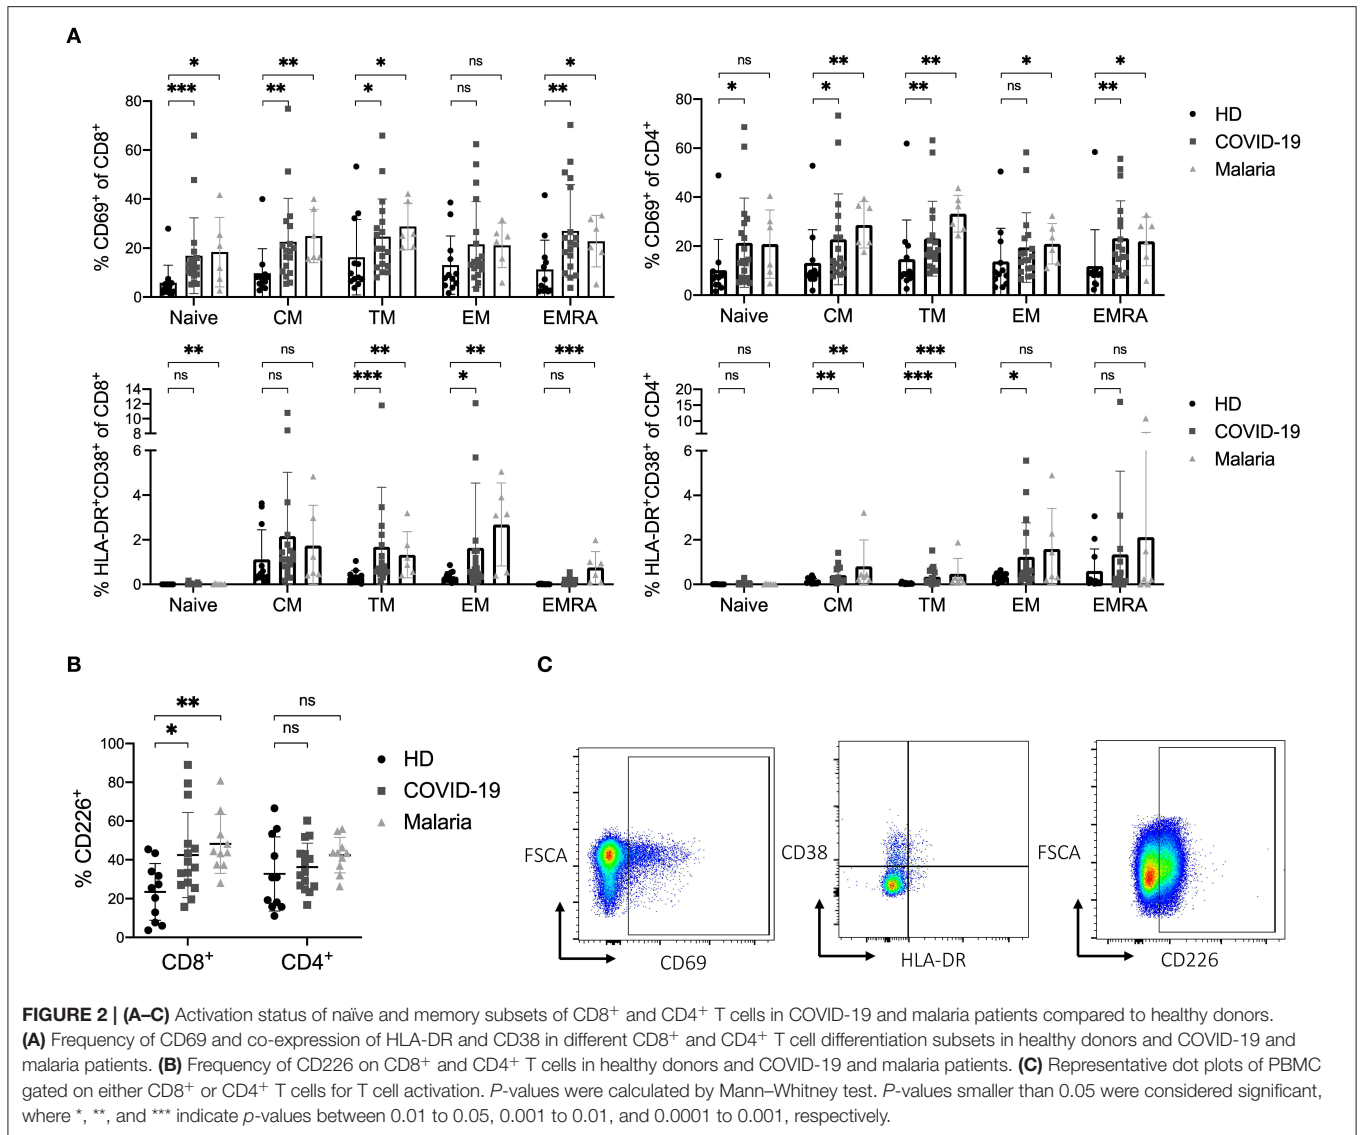 A
* ** * ns *
*** ** * ns **
80
60
40
20
0
% CD69+ of CD8+
Naive CM TM EM EMRA
ns ** ** * *
* * ** ns **
80
60
40
20
0
% CD69+ of CD4+
Naive CM TM EM EMRA
HD
COVID-19
Malaria
** ns ** ** ***
ns ns *** * ns
14
12
10
8
6
4
2
0
% HLA-DR+CD38+ of CD8+
Naive CM TM EM EMRA
ns ** *** ns ns
ns ** *** * ns
20
15
10
6
4
2
0
% HLA-DR+CD38+ of CD4+
Naive CM TM EM EMRA
HD
COVID-19
Malaria
B
** ns
* ns
100
80
60
40
20
0
% CD226+
CD8+ CD4+
HD
COVID-19
Malaria
C
FSCA
CD69
CD38
HLA-DR
FSCA
CD226
FIGURE 2 | (A–C) Activation status of naïve and memory subsets of CD8+ and CD4+ T cells in COVID-19 and malaria patients compared to healthy donors.
(A) Frequency of CD69 and co-expression of HLA-DR and CD38 in different CD8+ and CD4+ T cell differentiation subsets in healthy donors and COVID-19 and
malaria patients. (B) Frequency of CD226 on CD8+ and CD4+ T cells in healthy donors and COVID-19 and malaria patients. (C) Representative dot plots of PBMC
gated on either CD8+ or CD4+ T cells for T cell activation. P-values were calculated by Mann–Whitney test. P-values smaller than 0.05 were considered significant,
where *, **, and *** indicate p-values between 0.01 to 0.05, 0.001 to 0.01, and 0.0001 to 0.001, respectively.